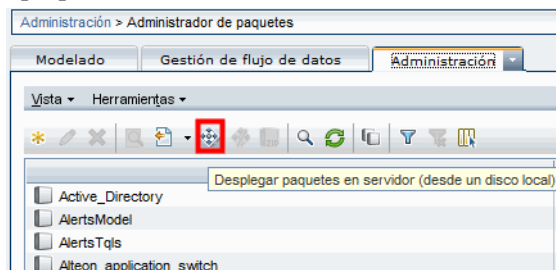 Administración > Administrador de paquetes
Modelado Gestión de flujo de datos Administración
Vista Herramientas
Desplegar paquetes en servidor (desde un disco local)
Active_Directory
AlertsModel
AlertsTqls
Alteon_application_switch